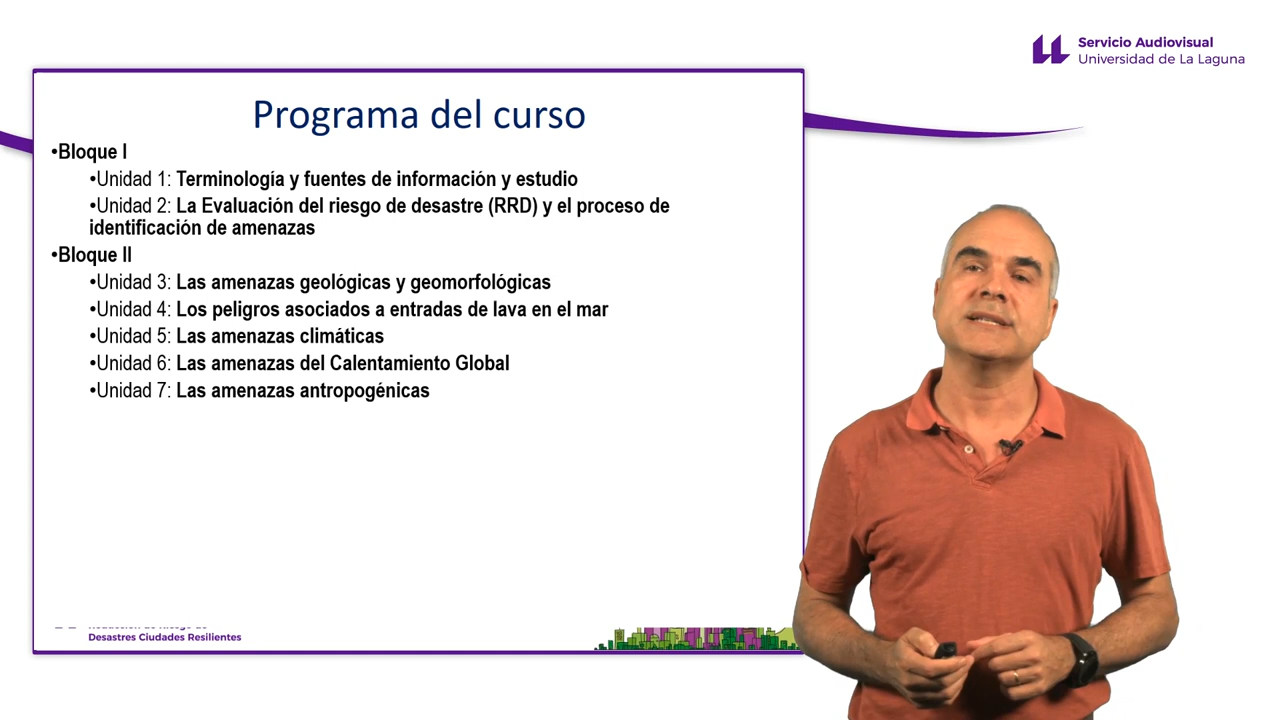 Servicio Audiovisual
Universidad de La Laguna
Programa del curso
•Bloque I
•Unidad 1: Terminología y fuentes de información y estudio
•Unidad 2: La Evaluación del riesgo de desastre (RRD) y el proceso de
identificación de amenazas
•Bloque II
•Unidad 3: Las amenazas geológicas y geomorfológicas
•Unidad 4: Los peligros asociados a entradas de lava en el mar
•Unidad 5: Las amenazas climáticas
•Unidad 6: Las amenazas del Calentamiento Global
•Unidad 7: Las amenazas antropogénicas
Desastres Ciudades Resilientes